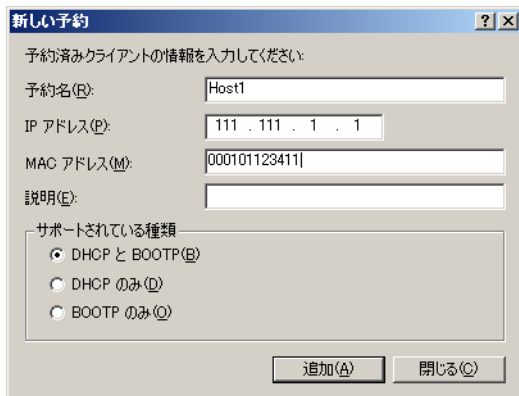 新しい予約
予約済みクライアントの情報を入力してください:
予約名(R): Host1
IP アドレス(P): 111 . 111 . 1 . 1
MAC アドレス(M): 000101123411
説明(E):
サポートされている種類
DHCP と BOOTP(B)
DHCP のみ(D)
BOOTP のみ(O)
追加(A) 閉じる(C)